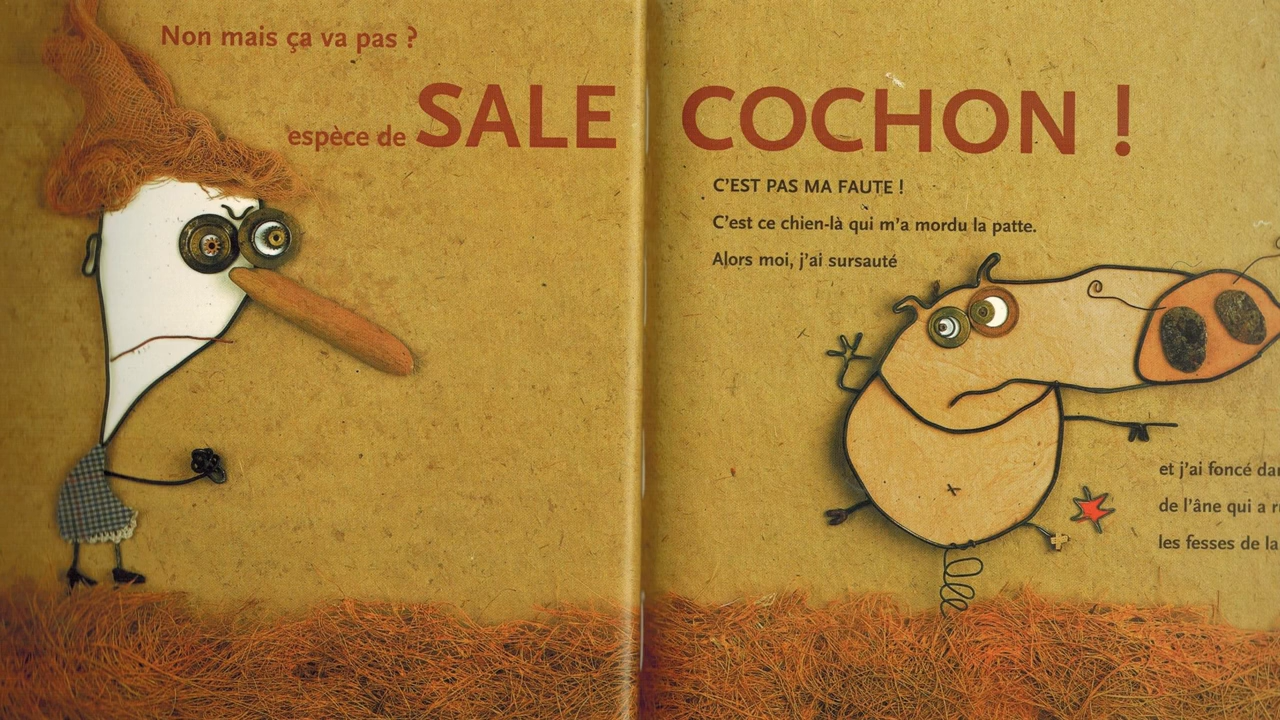 Non mais ça va pas ?
espèce de SALE COCHON !
C'EST PAS MA FAUTE !
C'est ce chien-là qui m'a mordu la patte.
Alors moi, j'ai sursauté
et j'ai foncé
de l'âne qui a
les fesses de la